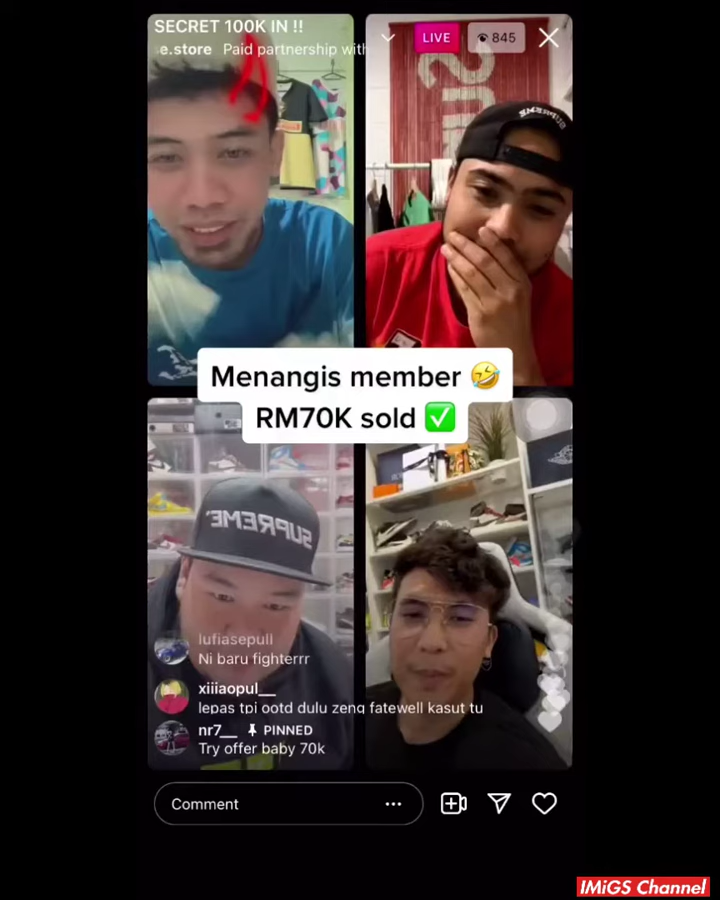 SECRET 100K IN !!
e.store Paid partnership with
LIVE
845
Menangis member 🤣
RM70K sold ✅
SUPREME
lufiasepull
Ni baru fighterrr
xiiiaopul__
lepas tpi ootd dulu zeng fatewell kasut tu
nr7__ PINNED
Try offer baby 70k
Comment
IMiGS Channel